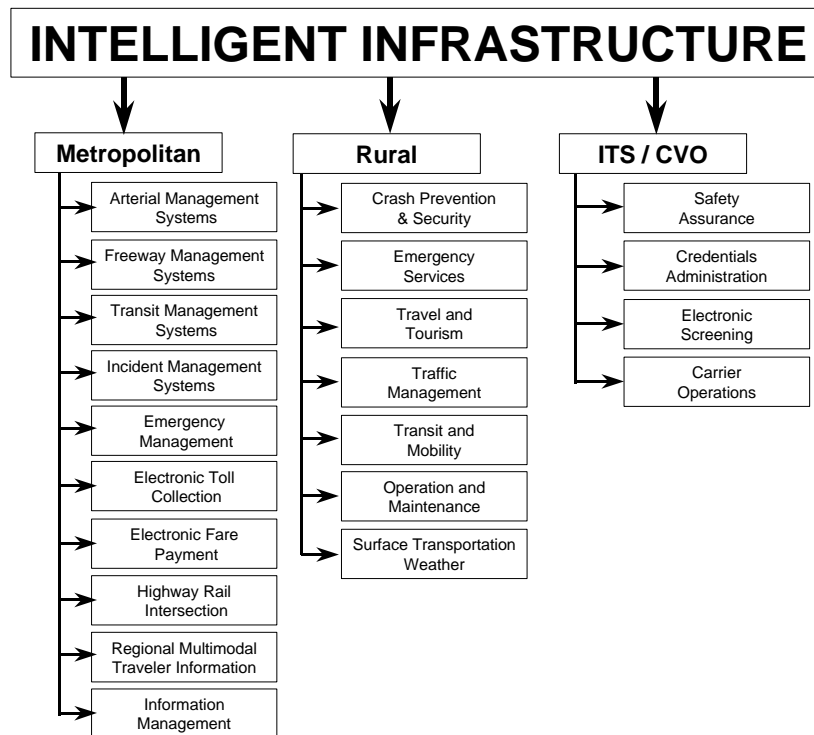 INTELLIGENT INFRASTRUCTURE
Metropolitan
Arterial Management
Systems
Freeway Management
Systems
Transit Management
Systems
Incident Management
Systems
Emergency
Management
Electronic Toll
Collection
Electronic Fare
Payment
Highway Rail
Intersection
Regional Multimodal
Traveler Information
Information
Management
Rural
Crash Prevention
& Security
Emergency
Services
Travel and
Tourism
Traffic
Management
Transit and
Mobility
Operation and
Maintenance
Surface Transportation
Weather
ITS / CVO
Safety
Assurance
Credentials
Administration
Electronic
Screening
Carrier
Operations